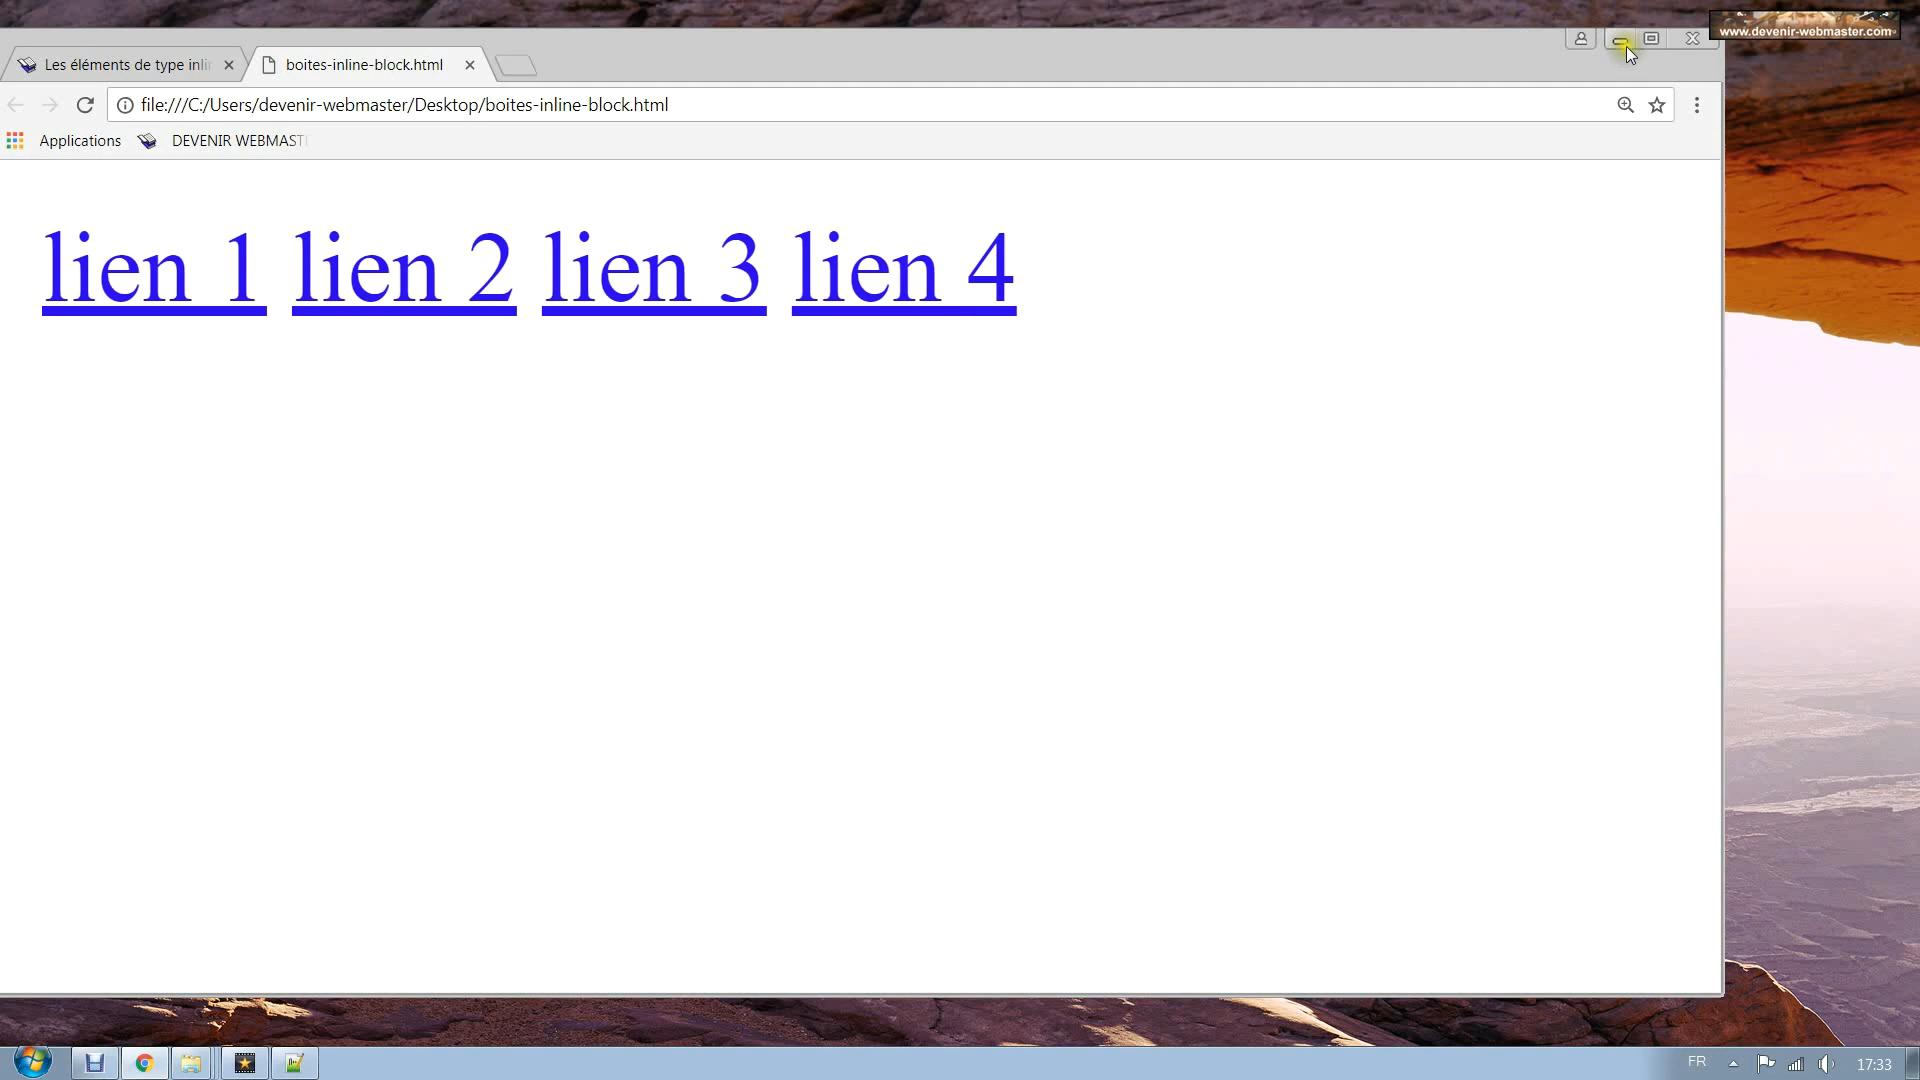 www.devenir-webmaster.com
Les éléments de type inli
boites-inline-block.html
file:///C:/Users/devenir-webmaster/Desktop/boites-inline-block.html
Applications
DEVENIR WEBMAST
lien 1 lien 2 lien 3 lien 4
FR
17:33